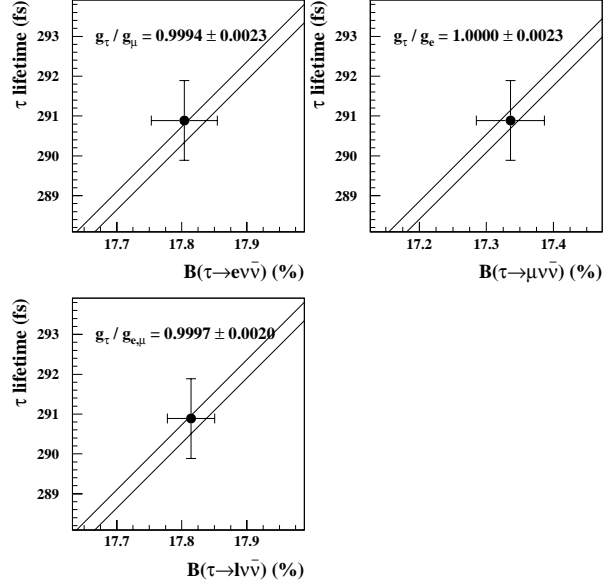 g_τ / g_μ = 0.9994 ± 0.0023
τ lifetime (fs)
293
292
291
290
289
17.7 17.8 17.9
B(τ→eνν̄) (%)
g_τ / g_e = 1.0000 ± 0.0023
τ lifetime (fs)
293
292
291
290
289
17.2 17.3 17.4
B(τ→μνν̄) (%)
g_τ / g_e,μ = 0.9997 ± 0.0020
τ lifetime (fs)
293
292
291
290
289
17.7 17.8 17.9
B(τ→lνν̄) (%)